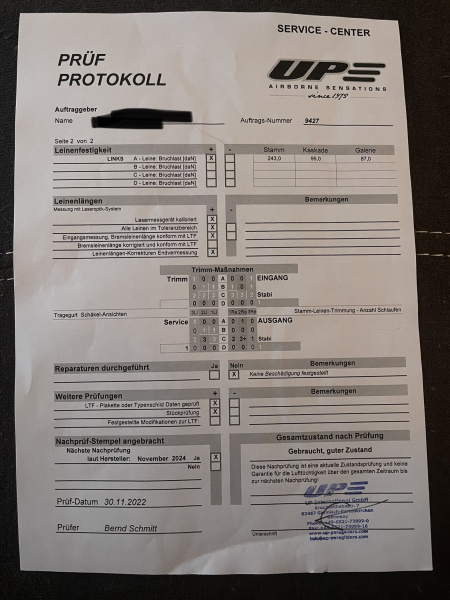 SERVICE - CENTER
PRÜF
PROTOKOLL
UP
AIRBORNE SENSATIONS
since 1978
Auftraggeber
Name
Auftrags-Nummer 9427
Seite 2 von 2
Leinenfestigkeit + - Stamm Kaskade Galerie
LINKS A - Leine: Bruchlast [daN] X 243,0 95,0 67,0
B - Leine: Bruchlast [daN]
C - Leine: Bruchlast [daN]
D - Leine: Bruchlast [daN]
Leinenlängen + - Bemerkungen
Messung mit Laseroptik-System
Lasermessgerät kalibriert X
Alle Leinen im Toleranzbereich X
Eingangsmessung, Bremsleinenlänge konform mit LTF X
Bremsleinenlänge korrigiert und konform mit LTF
Leinenlängen-Korrekturen Endvermessung X
Trimm-Maßnahmen
Trimm A EINGANG
B
C Stabi
D
Tragegurt Schäkel-Ansichten Stamm-Leinen-Trimmung - Anzahl Schlaufen
Service A AUSGANG
B
C Stabi
D
Reparaturen durchgeführt Ja Nein Bemerkungen
X Keine Beschädigung festgestellt
Weitere Prüfungen + - Bemerkungen
LTF - Plakette oder Typenschild Daten geprüft X
Stückprüfung X
Festgestellte Modifikationen zur LTF:
Nachprüf-Stempel angebracht Gesamtzustand nach Prüfung
Nächste Nachprüfung
laut Hersteller: November 2024 Ja X
Nein
Gebraucht, guter Zustand
Diese Nachprüfung ist eine aktuelle Zustandsprüfung und keine
Garantie für die Lufttüchtigkeit über den gesamten Zeitraum bis
zur nächsten Nachprüfung!
UP
UP International GmbH
Prüf-Datum 30.11.2022
Prüfer Bernd Schmitt
Unterschrift